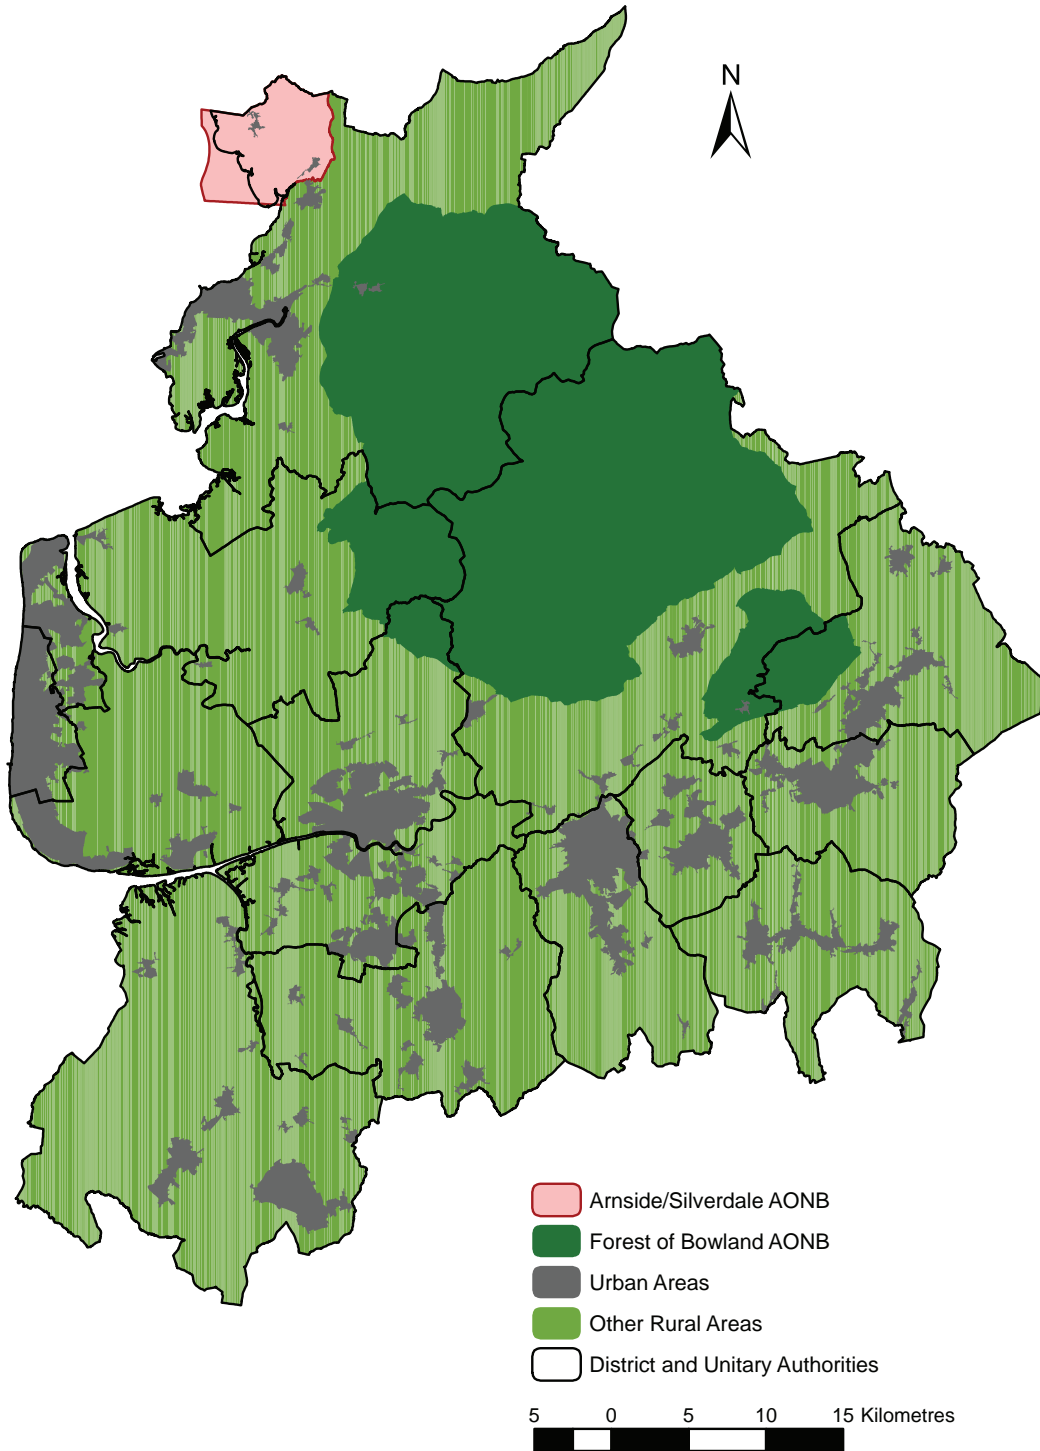 N
Arnside/Silverdale AONB
Forest of Bowland AONB
Urban Areas
Other Rural Areas
District and Unitary Authorities
5 0 5 10 15 Kilometres